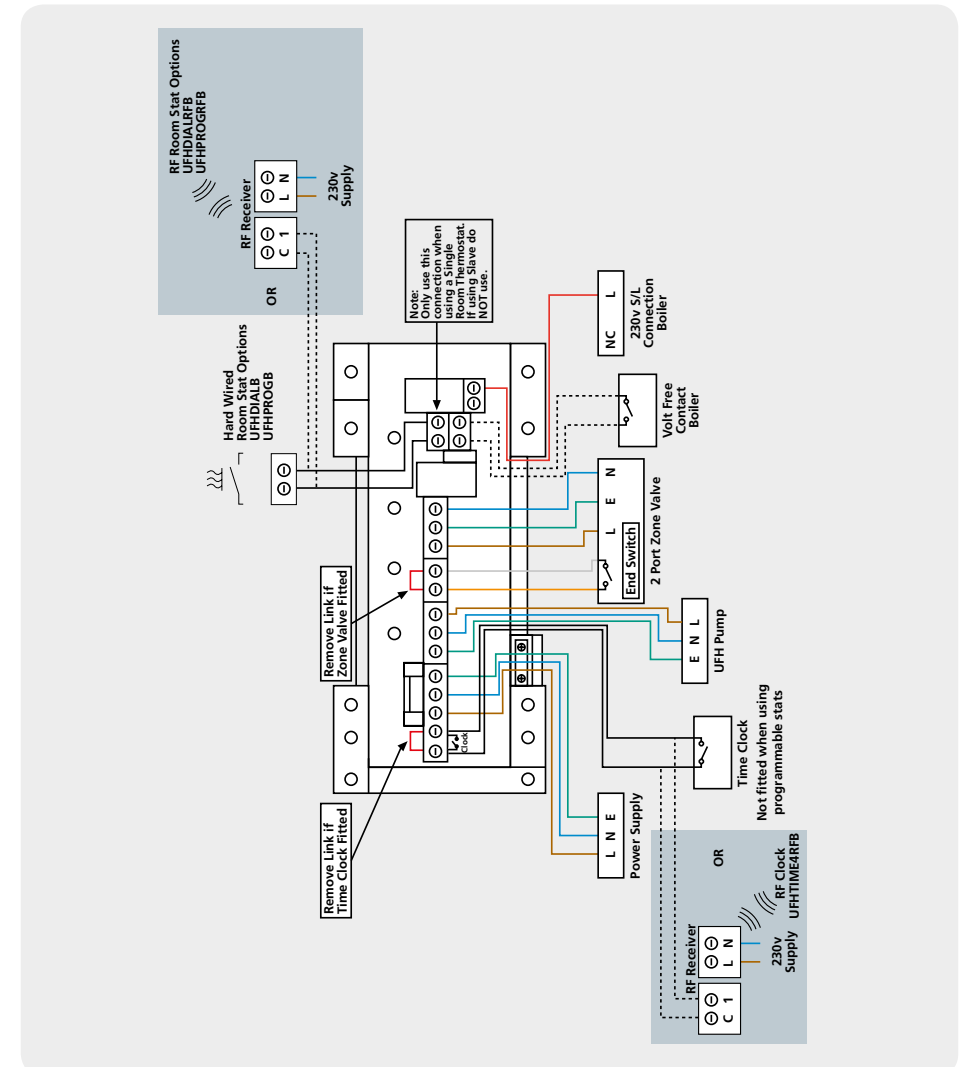 RF Room Stat Options
UFHDIALRFB
UFHPROGRFB
RF Receiver
C 1
L N
230v
Supply
OR
Hard Wired
Room Stat Options
UFHDIALB
UFHPROGB
Note:
Only use this
connection when
using a Single
Room Thermostat.
If using Slave do
NOT use.
NC L
230v S/L
Connection
Boiler
Volt Free
Contact
Boiler
L E N
End Switch
2 Port Zone Valve
Remove Link if
Zone Valve Fitted
E N L
UFH Pump
Clock
Remove Link if
Time Clock Fitted
Time Clock
Not fitted when using
programmable stats
L N E
Power Supply
OR
RF Clock
UFHTIME4RFB
RF Receiver
C 1
L N
230v
Supply